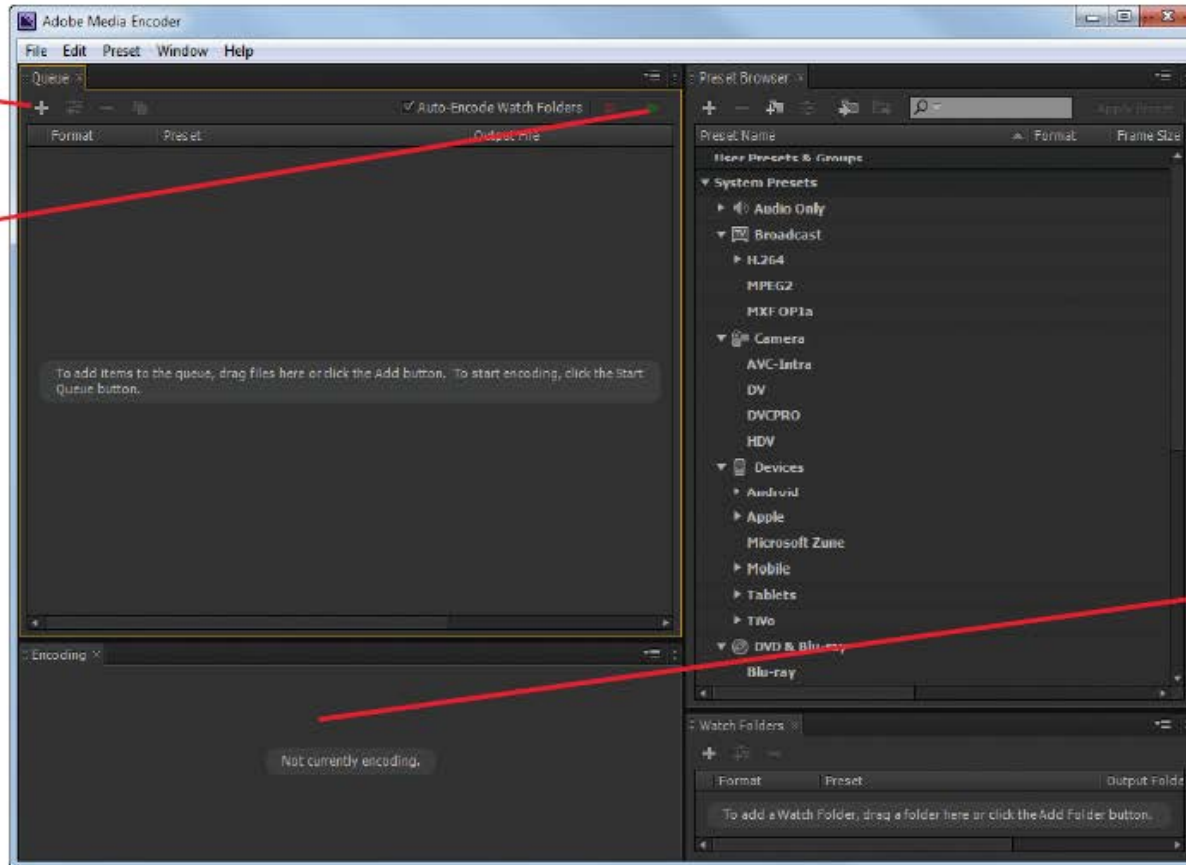 Adobe Media Encoder
File Edit Preset Window Help
Queue
Auto-Encode Watch Folders
Format Preset Output File
To add items to the queue, drag files here or click the Add button. To start encoding, click the Start
Queue button.
Encoding
Not currently encoding.
Preset Browser
Apply Preset
Preset Name Format Frame Size
User Presets & Groups
System Presets
Audio Only
TV Broadcast
H.264
MPEG2
MXF OP1a
Camera
AVC-Intra
DV
DVCPRO
HDV
Devices
Android
Apple
Microsoft Zune
Mobile
Tablets
TiVo
DVD & Blu-ray
Blu-ray
Watch Folders
Format Preset Output Folde
To add a Watch Folder, drag a folder here or click the Add Folder button.